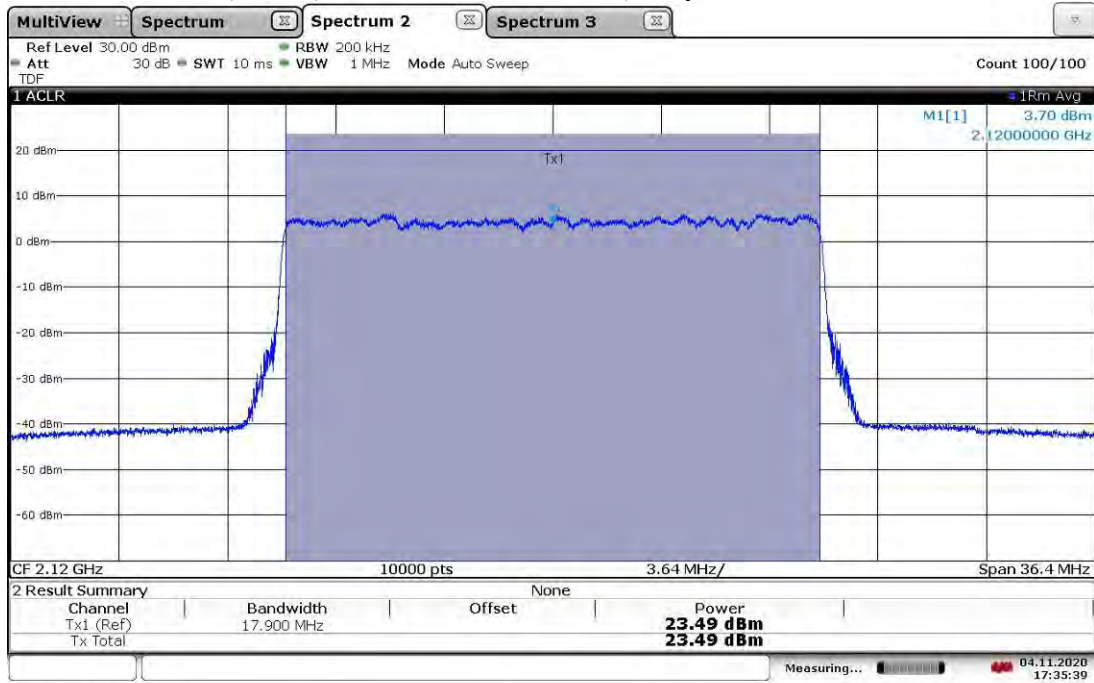 MultiView Spectrum Spectrum 2 Spectrum 3
Ref Level 30.00 dBm RBW 200 kHz
Att 30 dB SWT 10 ms VBW 1 MHz Mode Auto Sweep Count 100/100
TDF
1 ACLR 1Rm Avg
M1[1] 3.70 dBm
2.12000000 GHz
20 dBm
Tx1
10 dBm
0 dBm
-10 dBm
-20 dBm
-30 dBm
-40 dBm
-50 dBm
-60 dBm
CF 2.12 GHz 10000 pts 3.64 MHz/ Span 36.4 MHz
2 Result Summary None
Channel Bandwidth Offset Power
Tx1 (Ref) 17.900 MHz 23.49 dBm
Tx Total 23.49 dBm
Measuring... 04.11.2020
17:35:39